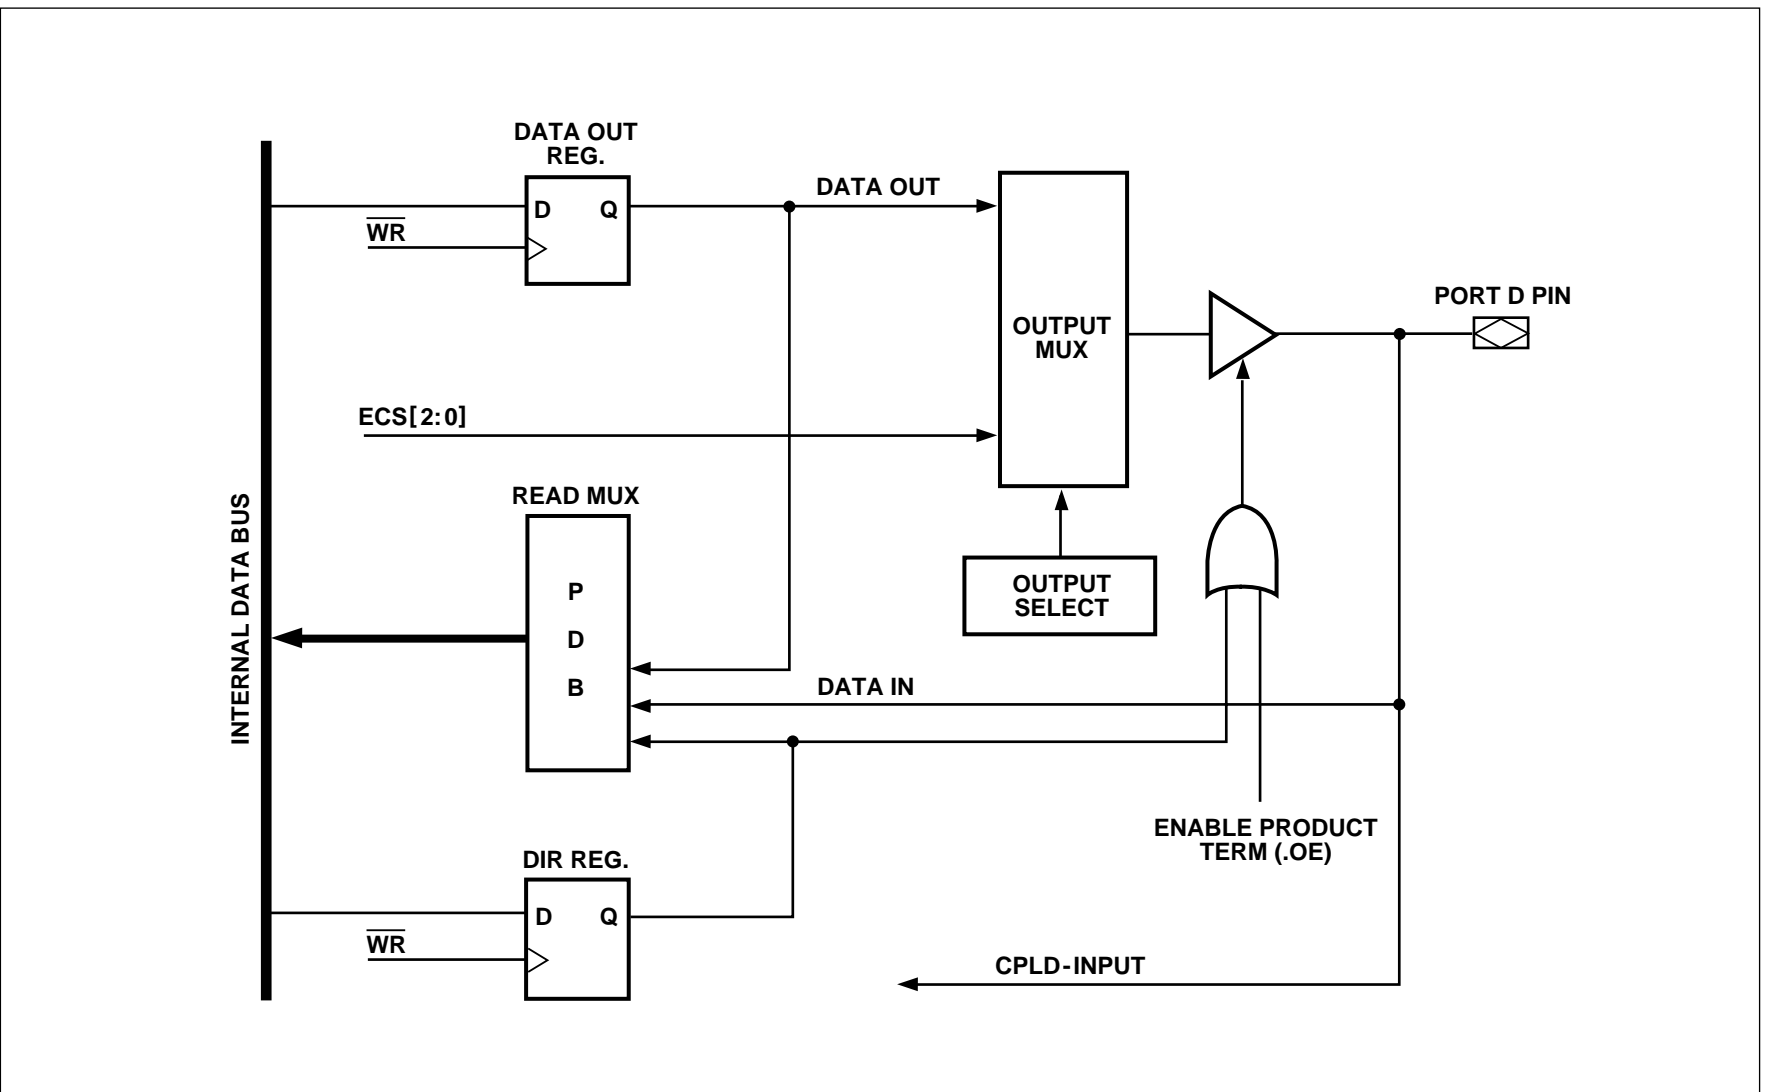 DATA OUT
REG.
D Q
WR
DATA OUT
OUTPUT
MUX
PORT D PIN
ECS[2:0]
READ MUX
P
D
B
INTERNAL DATA BUS
OUTPUT
SELECT
DATA IN
ENABLE PRODUCT
TERM (.OE)
DIR REG.
D Q
WR
CPLD-INPUT